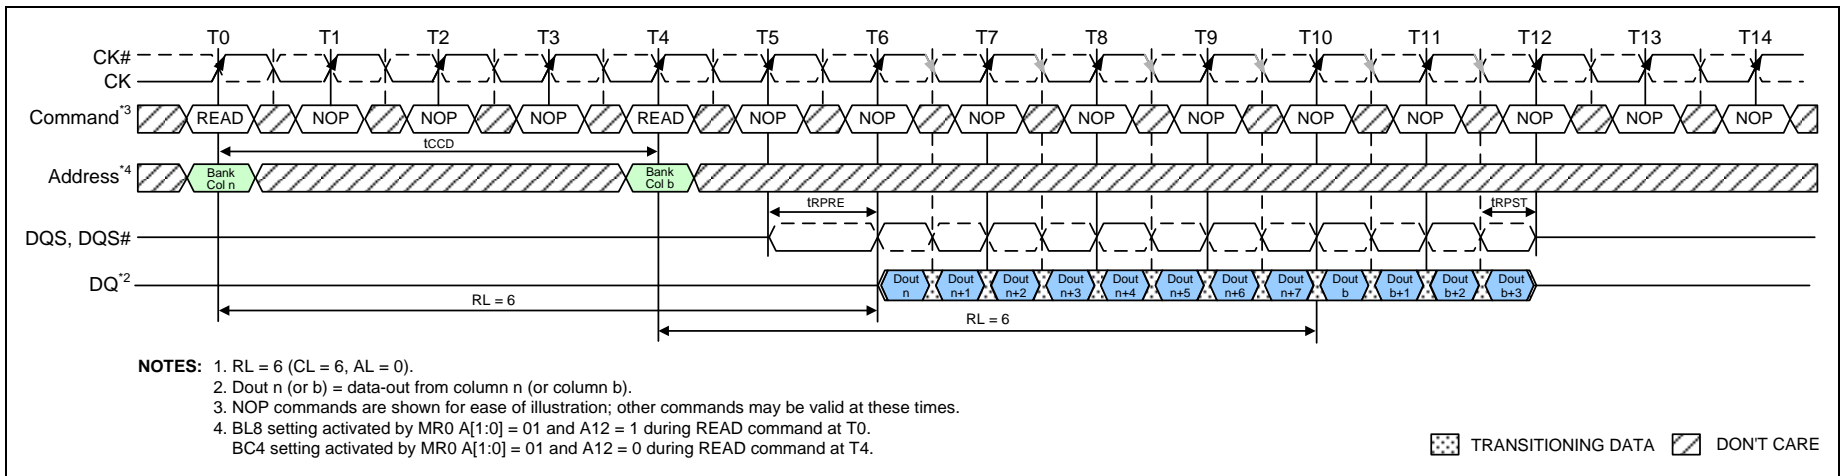 T0 T1 T2 T3 T4 T5 T6 T7 T8 T9 T10 T11 T12 T13 T14
CK#
CK
Command*3 READ NOP NOP NOP READ NOP NOP NOP NOP NOP NOP NOP NOP NOP NOP
tCCD
Address*4 Bank Col n Bank Col b
tRPRE tRPST
DQS, DQS#
DQ*2 Dout n Dout n+1 Dout n+2 Dout n+3 Dout n+4 Dout n+5 Dout n+6 Dout n+7 Dout b Dout b+1 Dout b+2 Dout b+3
RL = 6
RL = 6
NOTES: 1. RL = 6 (CL = 6, AL = 0).
2. Dout n (or b) = data-out from column n (or column b).
3. NOP commands are shown for ease of illustration; other commands may be valid at these times.
4. BL8 setting activated by MR0 A[1:0] = 01 and A12 = 1 during READ command at T0.
BC4 setting activated by MR0 A[1:0] = 01 and A12 = 0 during READ command at T4.
TRANSITIONING DATA DON'T CARE